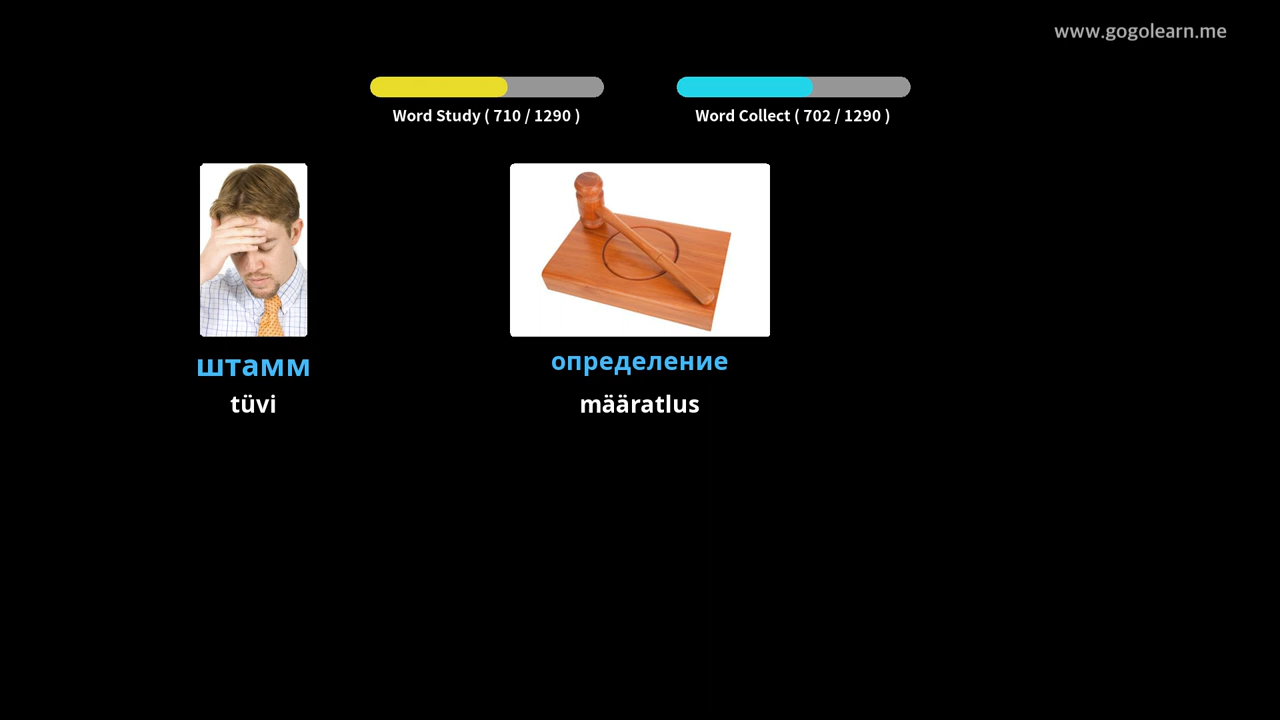 www.gogolearn.me
Word Study ( 710 / 1290 )
Word Collect ( 702 / 1290 )
штамм
tüvi
определение
määratlus